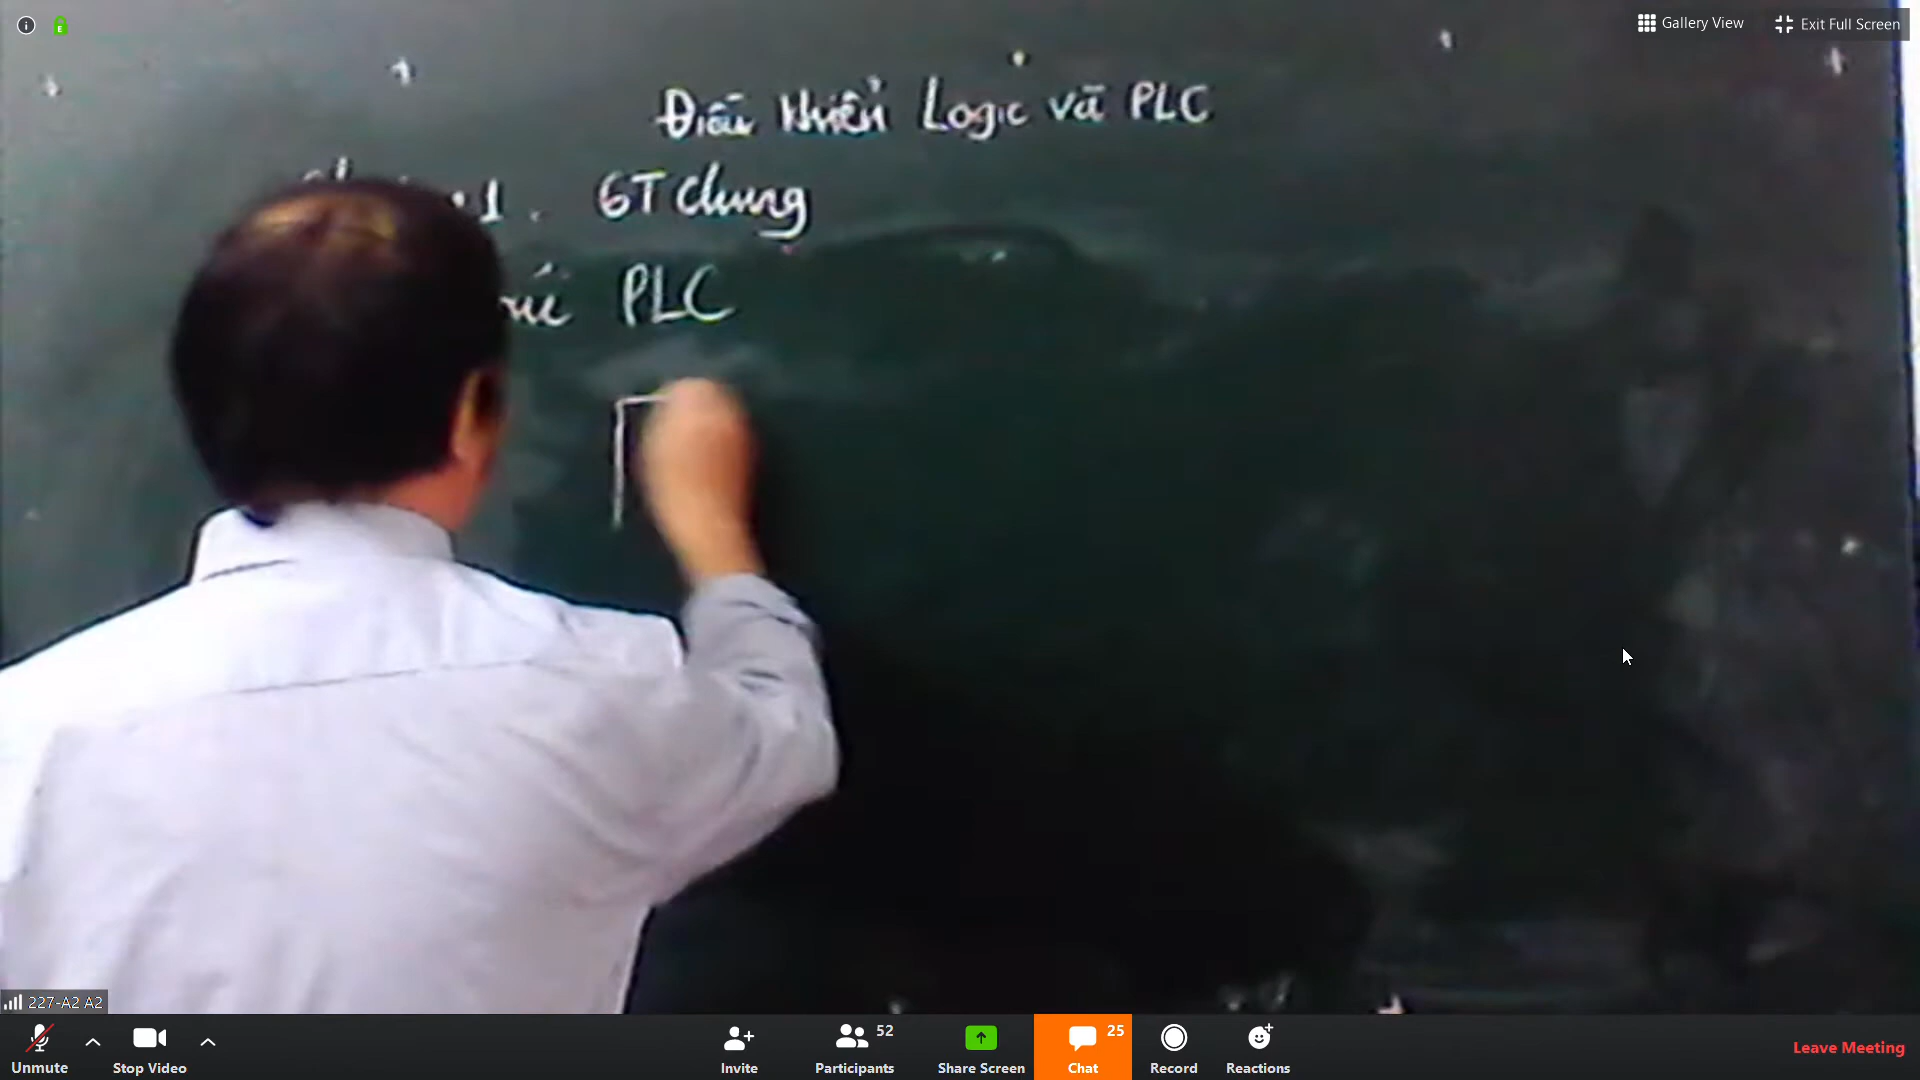 Gallery View
Exit Full Screen
Điều khiển Logic và PLC
1. GT chung
PLC
227-A2 A2
Unmute
Stop Video
Invite
Participants 52
Share Screen
Chat 25
Record
Reactions
Leave Meeting